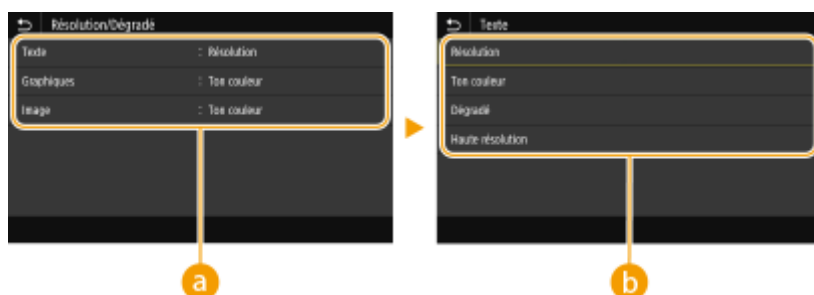 Résolution/Dégradé
Texte : Résolution
Graphiques : Ton couleur
Image : Ton couleur
a
Texte
Résolution
Ton couleur
Dégradé
Haute résolution
b